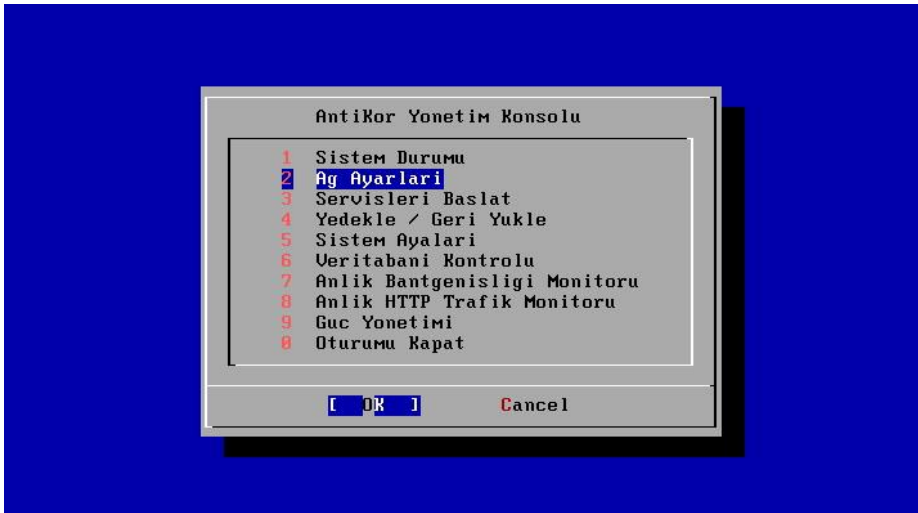 AntiKor Yonetim Konsolu
1 Sistem Durumu
2 Ag Ayarlari
3 Servisleri Baslat
4 Yedekle / Geri Yukle
5 Sistem Ayalari
6 Veritabani Kontrolu
7 Anlik Bantgenisligi Monitoru
8 Anlik HTTP Trafik Monitoru
9 Guc Yonetimi
0 Oturumu Kapat
[ OK ] Cancel